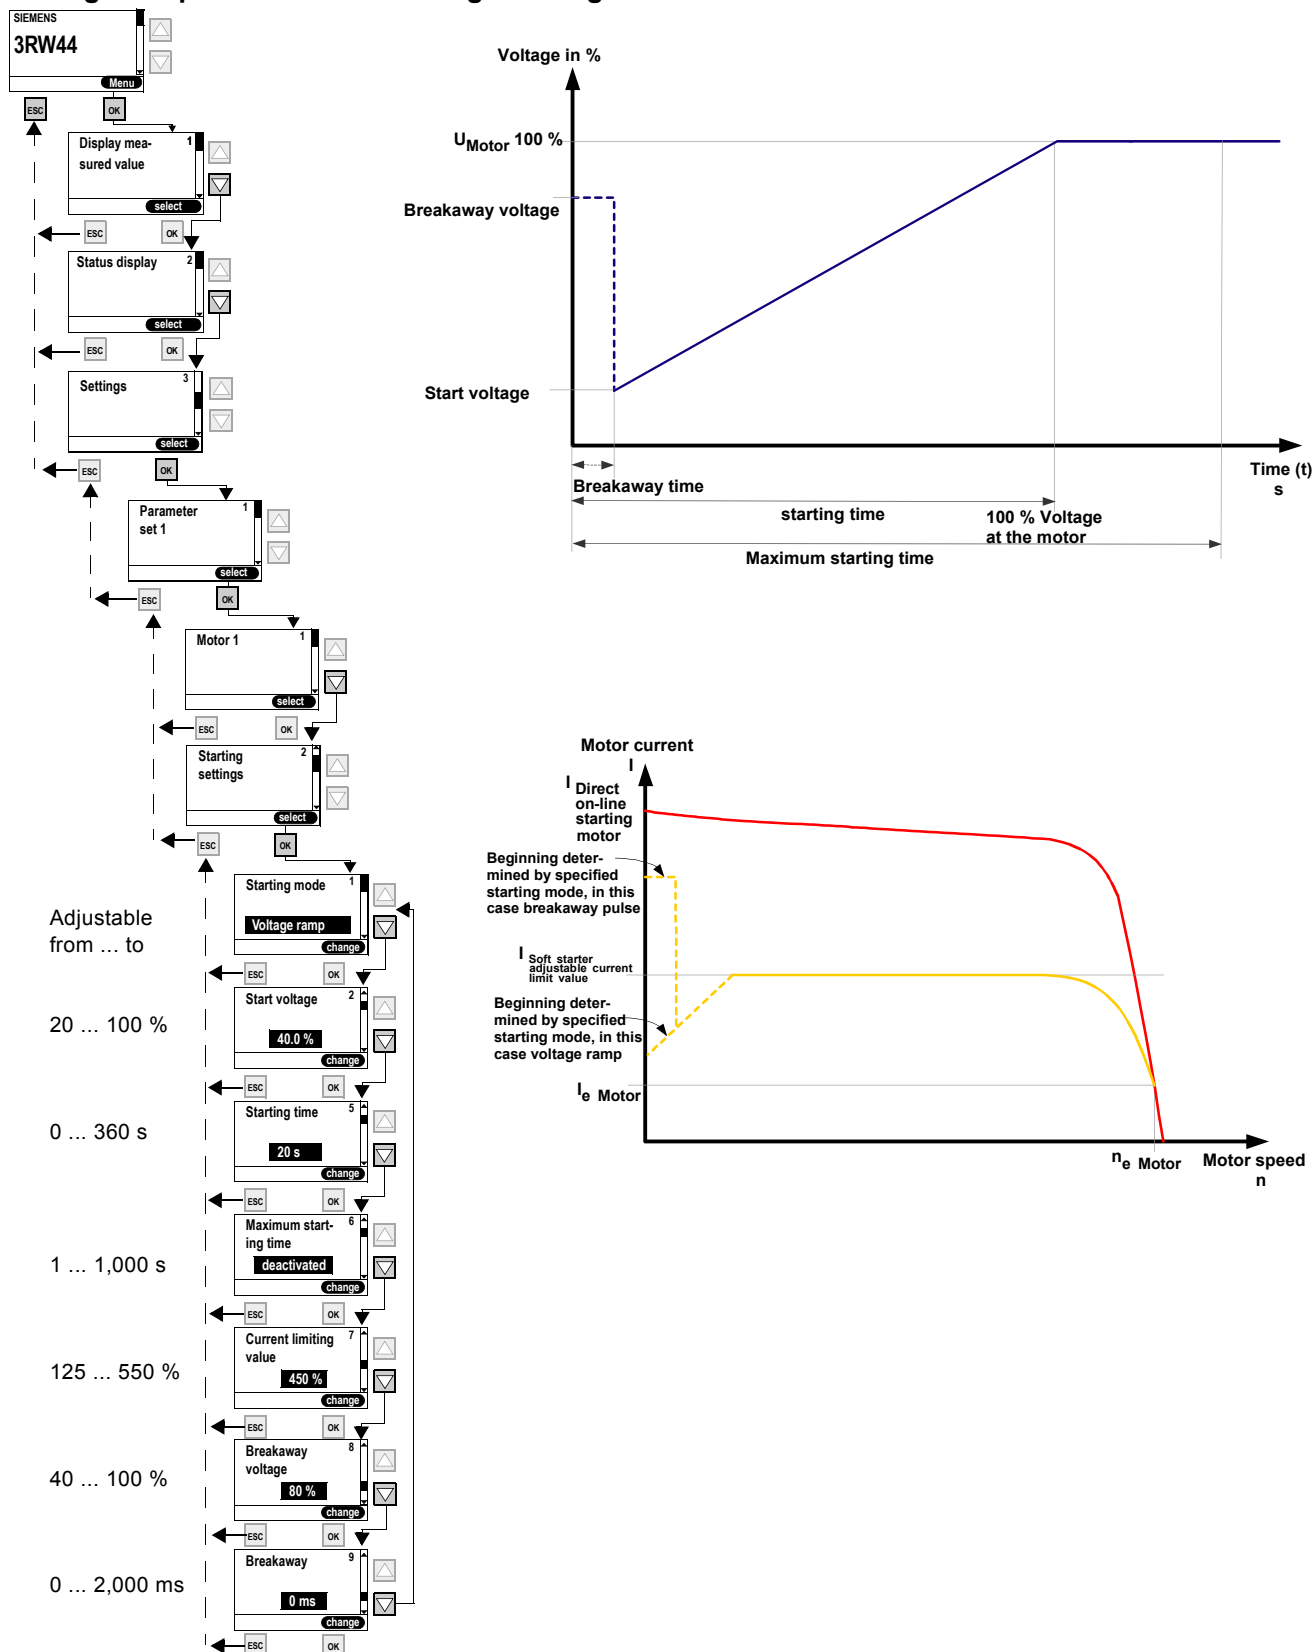 SIEMENS
3RW44
Menu
ESC
OK
Display mea-
sured value
1
select
ESC
OK
Status display
2
select
ESC
OK
Settings
3
select
ESC
OK
Parameter
set 1
1
select
ESC
OK
Motor 1
1
select
ESC
OK
Starting
settings
2
select
ESC
OK
Adjustable
from ... to
Starting mode
1
Voltage ramp
change
ESC
OK
20 ... 100 %
Start voltage
2
40.0 %
change
ESC
OK
0 ... 360 s
Starting time
5
20 s
change
ESC
OK
1 ... 1,000 s
Maximum start-
ing time
6
deactivated
change
ESC
OK
125 ... 550 %
Current limiting
value
7
450 %
change
ESC
OK
40 ... 100 %
Breakaway
voltage
8
80 %
change
ESC
OK
0 ... 2,000 ms
Breakaway
9
0 ms
change
ESC
OK
Voltage in %
UMotor 100 %
Breakaway voltage
Start voltage
Time (t)
s
Breakaway time
starting time
100 % Voltage
at the motor
Maximum starting time
Motor current
I
I Direct
on-line
starting
motor
Beginning deter-
mined by specified
starting mode, in this
case breakaway pulse
I Soft starter
adjustable current
limit value
Beginning deter-
mined by specified
starting mode, in this
case voltage ramp
Ie Motor
ne Motor
Motor speed
n